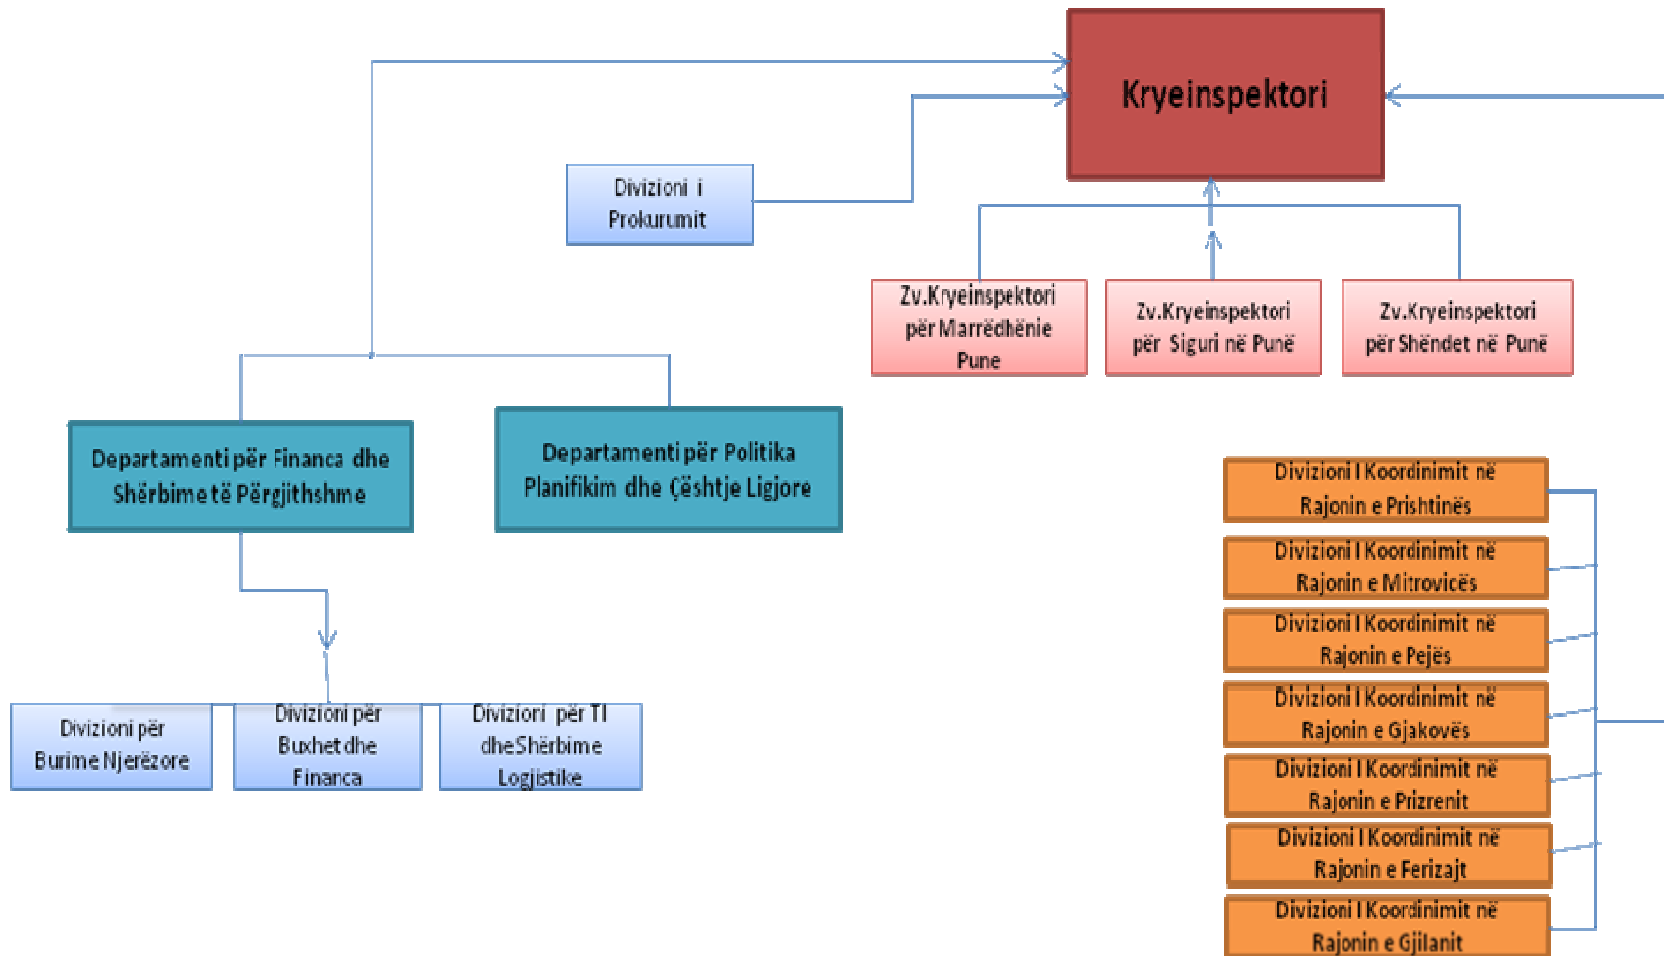 Kryeinspektori
Divizioni i
Prokurumit
Zv.Kryeinspektori
për Marrëdhënie
Pune
Zv.Kryeinspektori
për Siguri në Punë
Zv.Kryeinspektori
për Shëndet në Punë
Departamenti për Financa dhe
Shërbime të Përgjithshme
Departamenti për Politika
Planifikim dhe Çështje Ligjore
Divizioni I Koordinimit në
Rajonin e Prishtinës
Divizioni I Koordinimit në
Rajonin e Mitrovicës
Divizioni I Koordinimit në
Rajonin e Pejës
Divizioni I Koordinimit në
Rajonin e Gjakovës
Divizioni I Koordinimit në
Rajonin e Prizrenit
Divizioni I Koordinimit në
Rajonin e Ferizajt
Divizioni I Koordinimit në
Rajonin e Gjilanit
Divizioni për
Burime Njerëzore
Divizioni për
Buxhet dhe
Financa
Divizioni për TI
dhe Shërbime
Logjistike